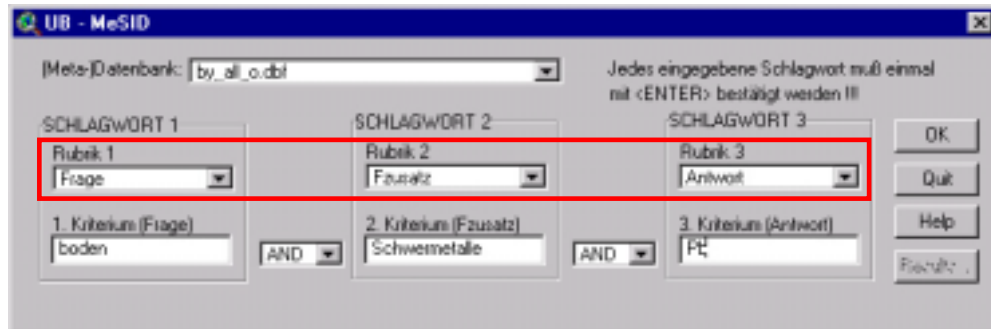 UB - MeSID
(Meta-)Datenbank: by_all_o.dbf
Jedes eingegebene Schlagwort muß einmal
mit <ENTER> bestätigt werden !!!
SCHLAGWORT 1
SCHLAGWORT 2
SCHLAGWORT 3
Rubrik 1
Rubrik 2
Rubrik 3
Frage
Fzusatz
Antwort
OK
Quit
1. Kriterium (Frage)
2. Kriterium (Fzusatz)
3. Kriterium (Antwort)
Help
boden
AND
Schwermetalle
AND